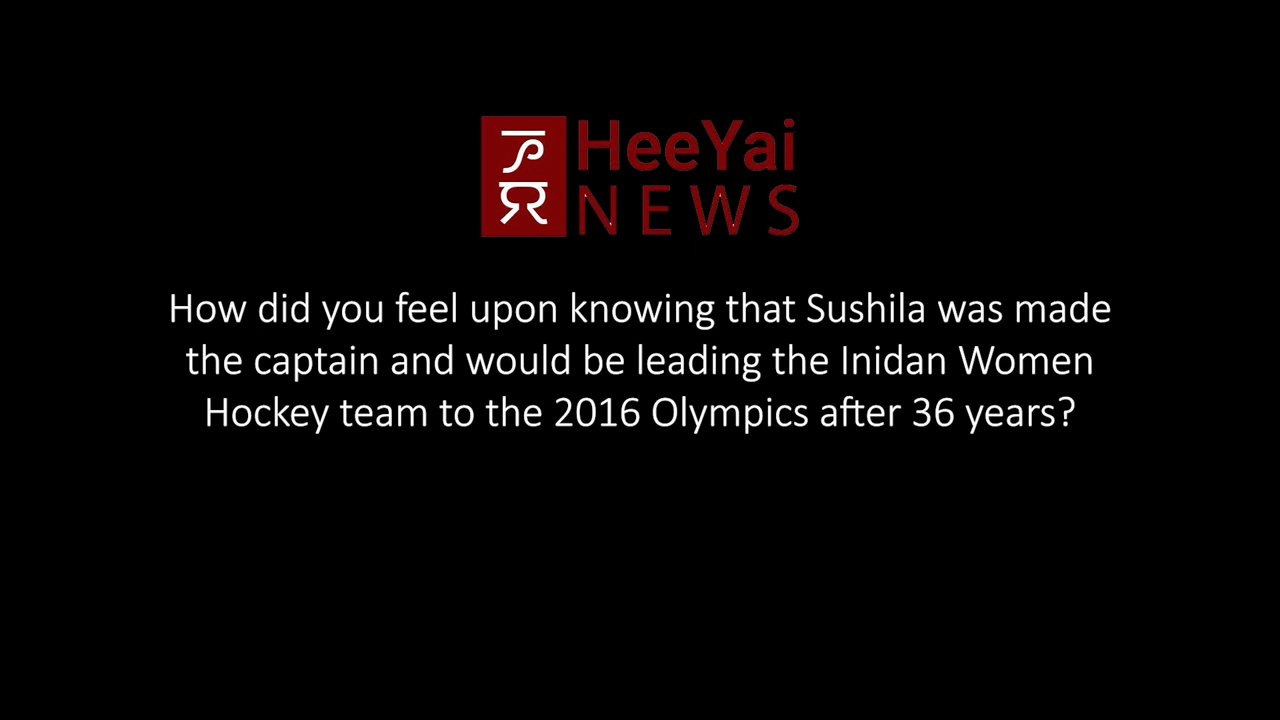 HeeYai
NEWS
How did you feel upon knowing that Sushila was made
the captain and would be leading the Inidan Women
Hockey team to the 2016 Olympics after 36 years?